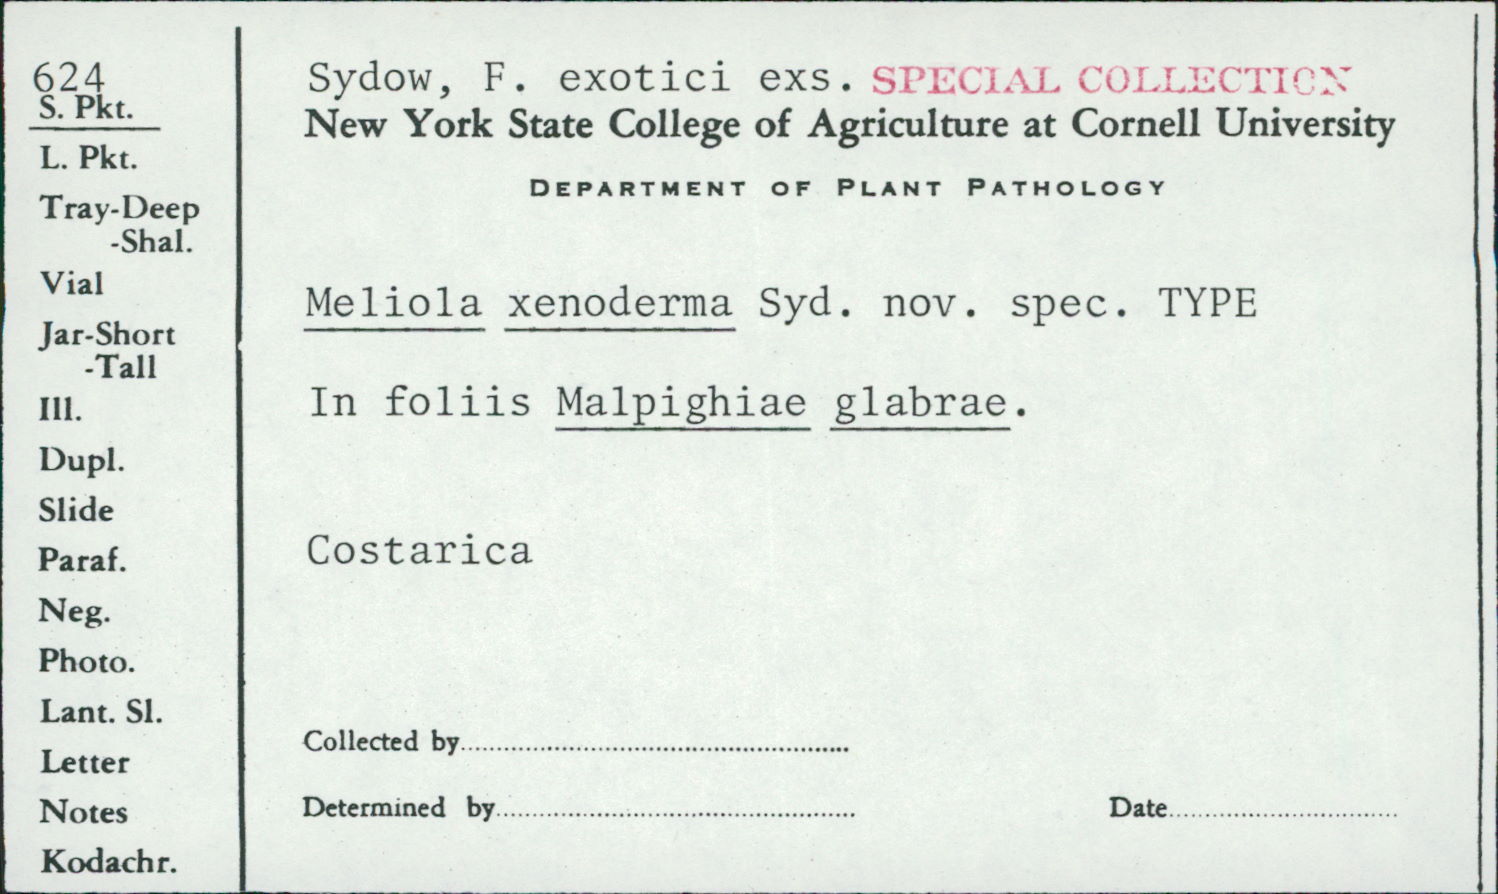 624
S. Pkt.
L. Pkt.
Tray-Deep
-Shal.
Vial
Jar-Short
-Tall
Ill.
Dupl.
Slide
Paraf.
Neg.
Photo.
Lant. Sl.
Letter
Notes
Kodachr.
Sydow, F. exotici exs. SPECIAL COLLECTION
New York State College of Agriculture at Cornell University
DEPARTMENT OF PLANT PATHOLOGY
Meliola xenoderma Syd. nov. spec. TYPE
In foliis Malpighiae glabrae.
Costarica
Collected by
Determined by Date